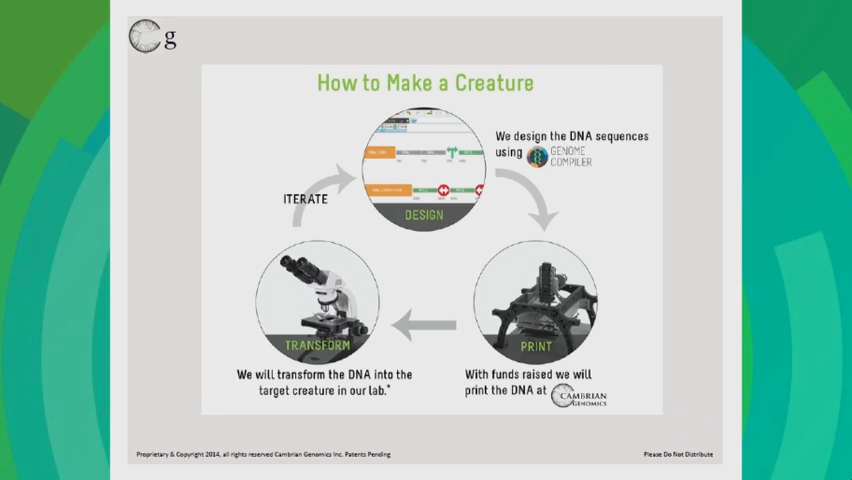 g
How to Make a Creature
We design the DNA sequences
using GENOME
COMPILER
ITERATE
DESIGN
TRANSFORM
PRINT
We will transform the DNA into the
target creature in our lab.*
With funds raised we will
print the DNA at CAMBRIAN
GENOMICS
Proprietary & Copyright 2014, all rights reserved Cambrian Genomics Inc. Patents Pending
Please Do Not Distribute